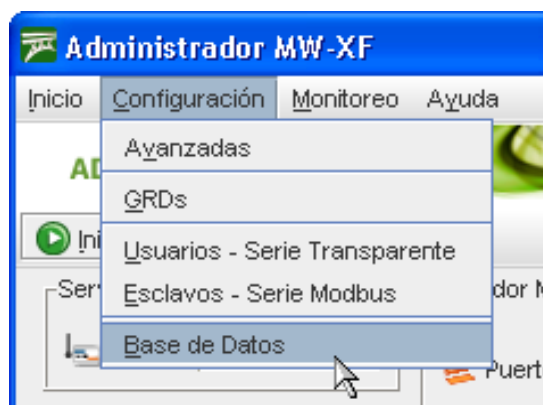 Administrador MW-XF
Inicio Configuración Monitoreo Ayuda
Avanzadas
GRDs
Usuarios - Serie Transparente
Esclavos - Serie Modbus
Base de Datos